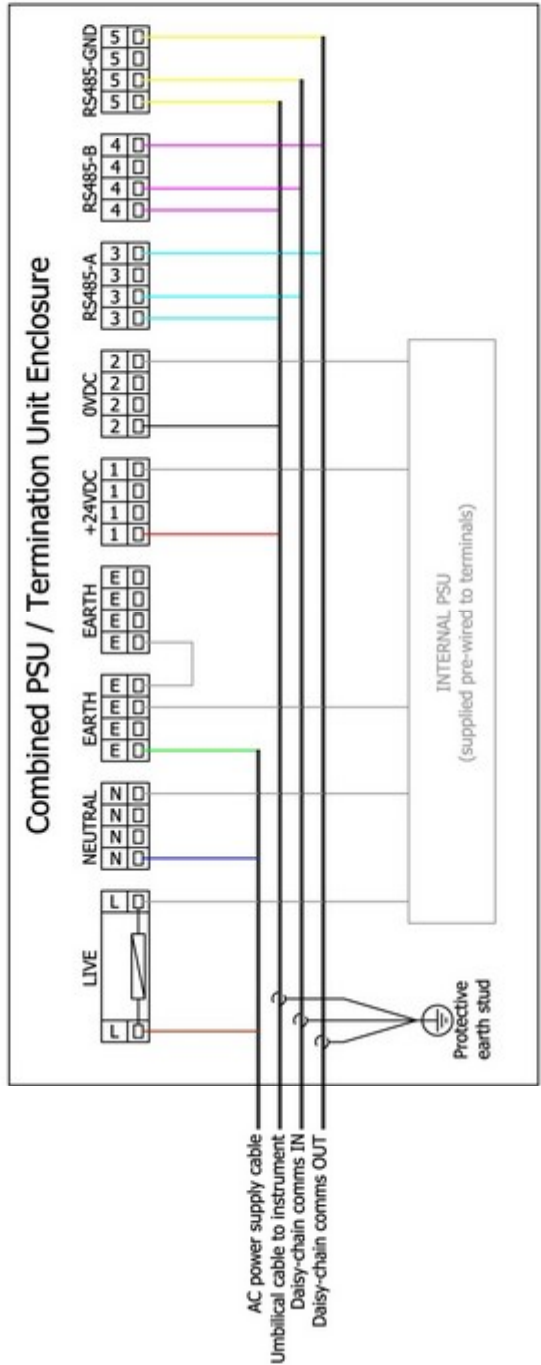 Combined PSU / Termination Unit Enclosure
LIVE
L L
NEUTRAL
N N N N
EARTH
E E E E
EARTH
E E E E
+24VDC
1 1 1 1
0VDC
2 2 2 2
RS485-A
3 3 3 3
RS485-B
4 4 4 4
RS485-GND
5 5 5 5
INTERNAL PSU
(supplied pre-wired to terminals)
Protective
earth stud
AC power supply cable
Umbilical cable to instrument
Daisy-chain comms IN
Daisy-chain comms OUT